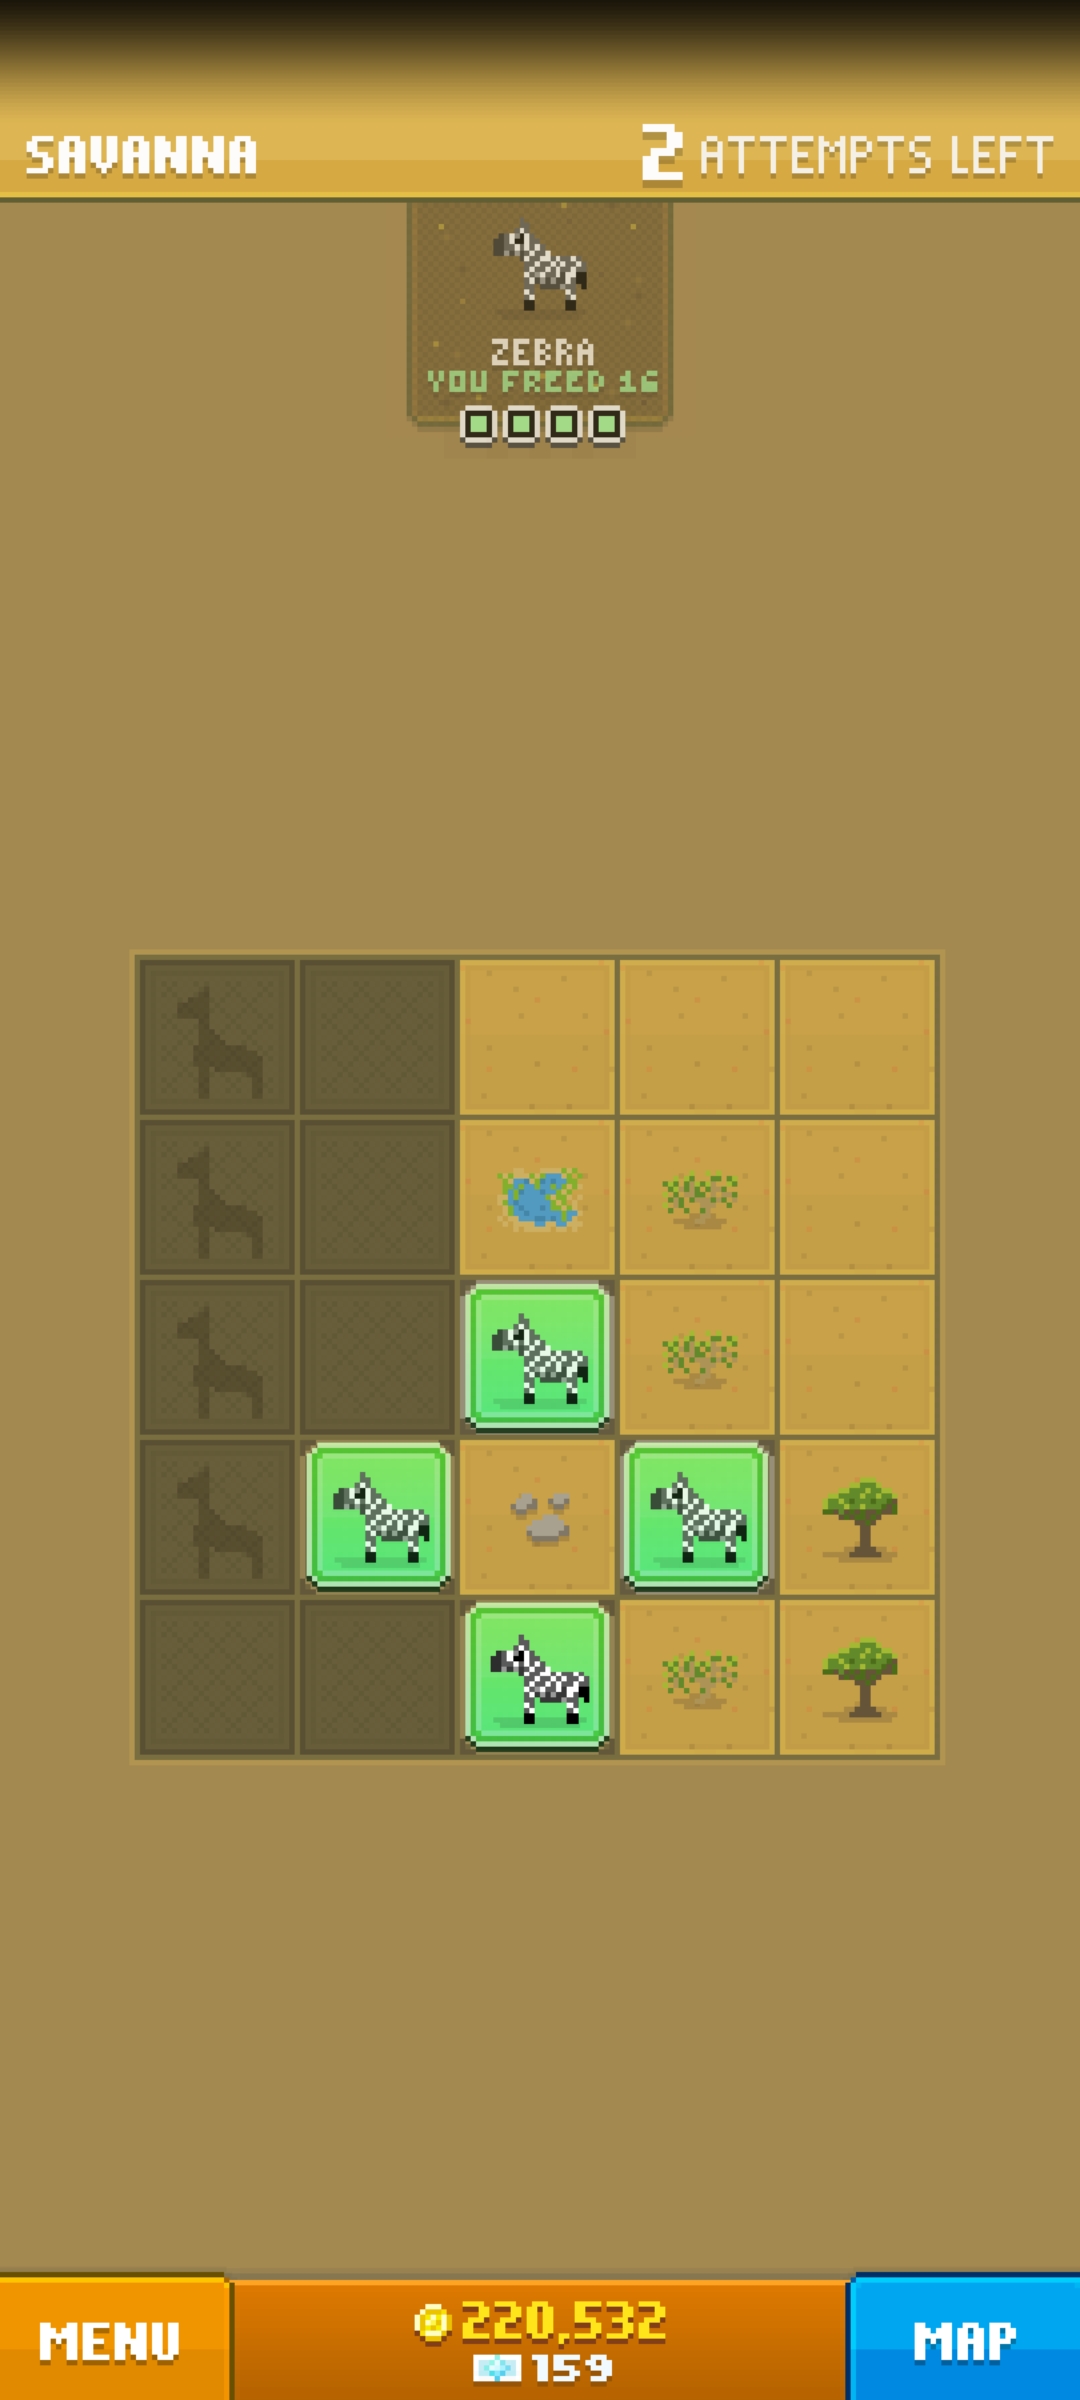 SAVANNA
2 ATTEMPTS LEFT
ZEBRA
YOU FREED 16
MENU
220,532
159
MAP